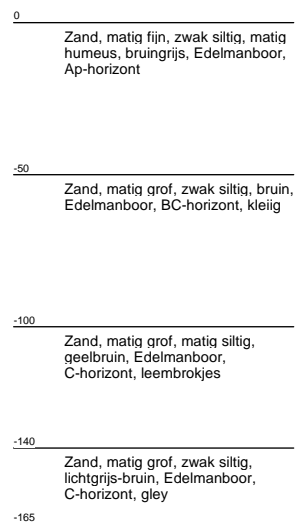 0
Zand, matig fijn, zwak siltig, matig
humeus, bruingrijs, Edelmanboor,
Ap-horizont
-50
Zand, matig grof, zwak siltig, bruin,
Edelmanboor, BC-horizont, kleiig
-100
Zand, matig grof, matig siltig,
geelbruin, Edelmanboor,
C-horizont, leembrokjes
-140
Zand, matig grof, zwak siltig,
lichtgrijs-bruin, Edelmanboor,
C-horizont, gley
-165